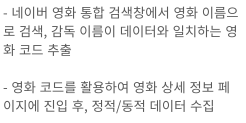 - 네이버 영화 통합 검색창에서 영화 이름으
로 검색, 감독 이름이 데이터와 일치하는 영
화 코드 추출
- 영화 코드를 활용하여 영화 상세 정보 페
이지에 진입 후, 정적/동적 데이터 수집